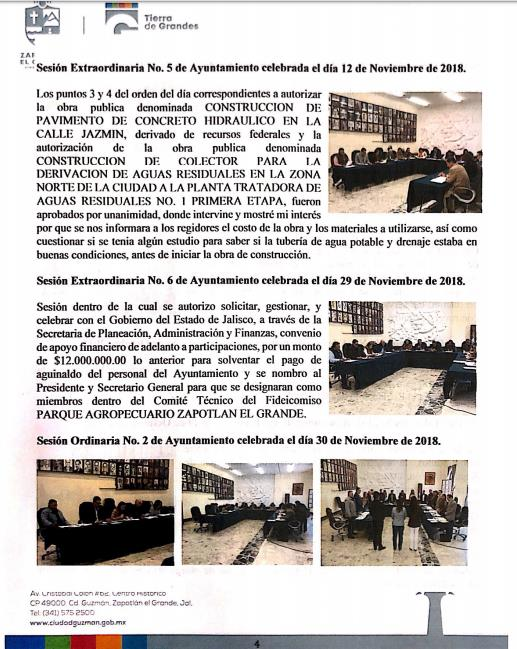 Tierra
de Grandes
ZAP
EL G
Sesión Extraordinaria No. 5 de Ayuntamiento celebrada el día 12 de Noviembre de 2018.
Los puntos 3 y 4 del orden del día correspondientes a autorizar
la obra publica denominada CONSTRUCCION DE
PAVIMENTO DE CONCRETO HIDRAULICO EN LA
CALLE JAZMIN, derivado de recursos federales y la
autorización de la obra publica denominada
CONSTRUCCION DE COLECTOR PARA LA
DERIVACION DE AGUAS RESIDUALES EN LA ZONA
NORTE DE LA CIUDAD A LA PLANTA TRATADORA DE
AGUAS RESIDUALES NO. 1 PRIMERA ETAPA, fueron
aprobados por unanimidad, donde intervine y mostré mi interés
por que se nos informara a los regidores el costo de la obra y los materiales a utilizarse, así como
cuestionar si se tenia algún estudio para saber si la tubería de agua potable y drenaje estaba en
buenas condiciones, antes de iniciar la obra de construcción.
Sesión Extraordinaria No. 6 de Ayuntamiento celebrada el día 29 de Noviembre de 2018.
Sesión dentro de la cual se autorizo solicitar, gestionar, y
celebrar con el Gobierno del Estado de Jalisco, a través de la
Secretaria de Planeación, Administración y Finanzas, convenio
de apoyo financiero de adelanto a participaciones, por un monto
de $12.000.000.00 lo anterior para solventar el pago de
aguinaldo del personal del Ayuntamiento y se nombro al
Presidente y Secretario General para que se designaran como
miembros dentro del Comité Técnico del Fideicomiso
PARQUE AGROPECUARIO ZAPOTLAN EL GRANDE.
Sesión Ordinaria No. 2 de Ayuntamiento celebrada el día 30 de Noviembre de 2018.
Av. Cristóbal Colón #62, Centro Histórico
CP 49000. Cd. Guzmán, Zapotlán el Grande, Jal.
Tel: (341) 575 2500
www.ciudadguzman.gob.mx
4